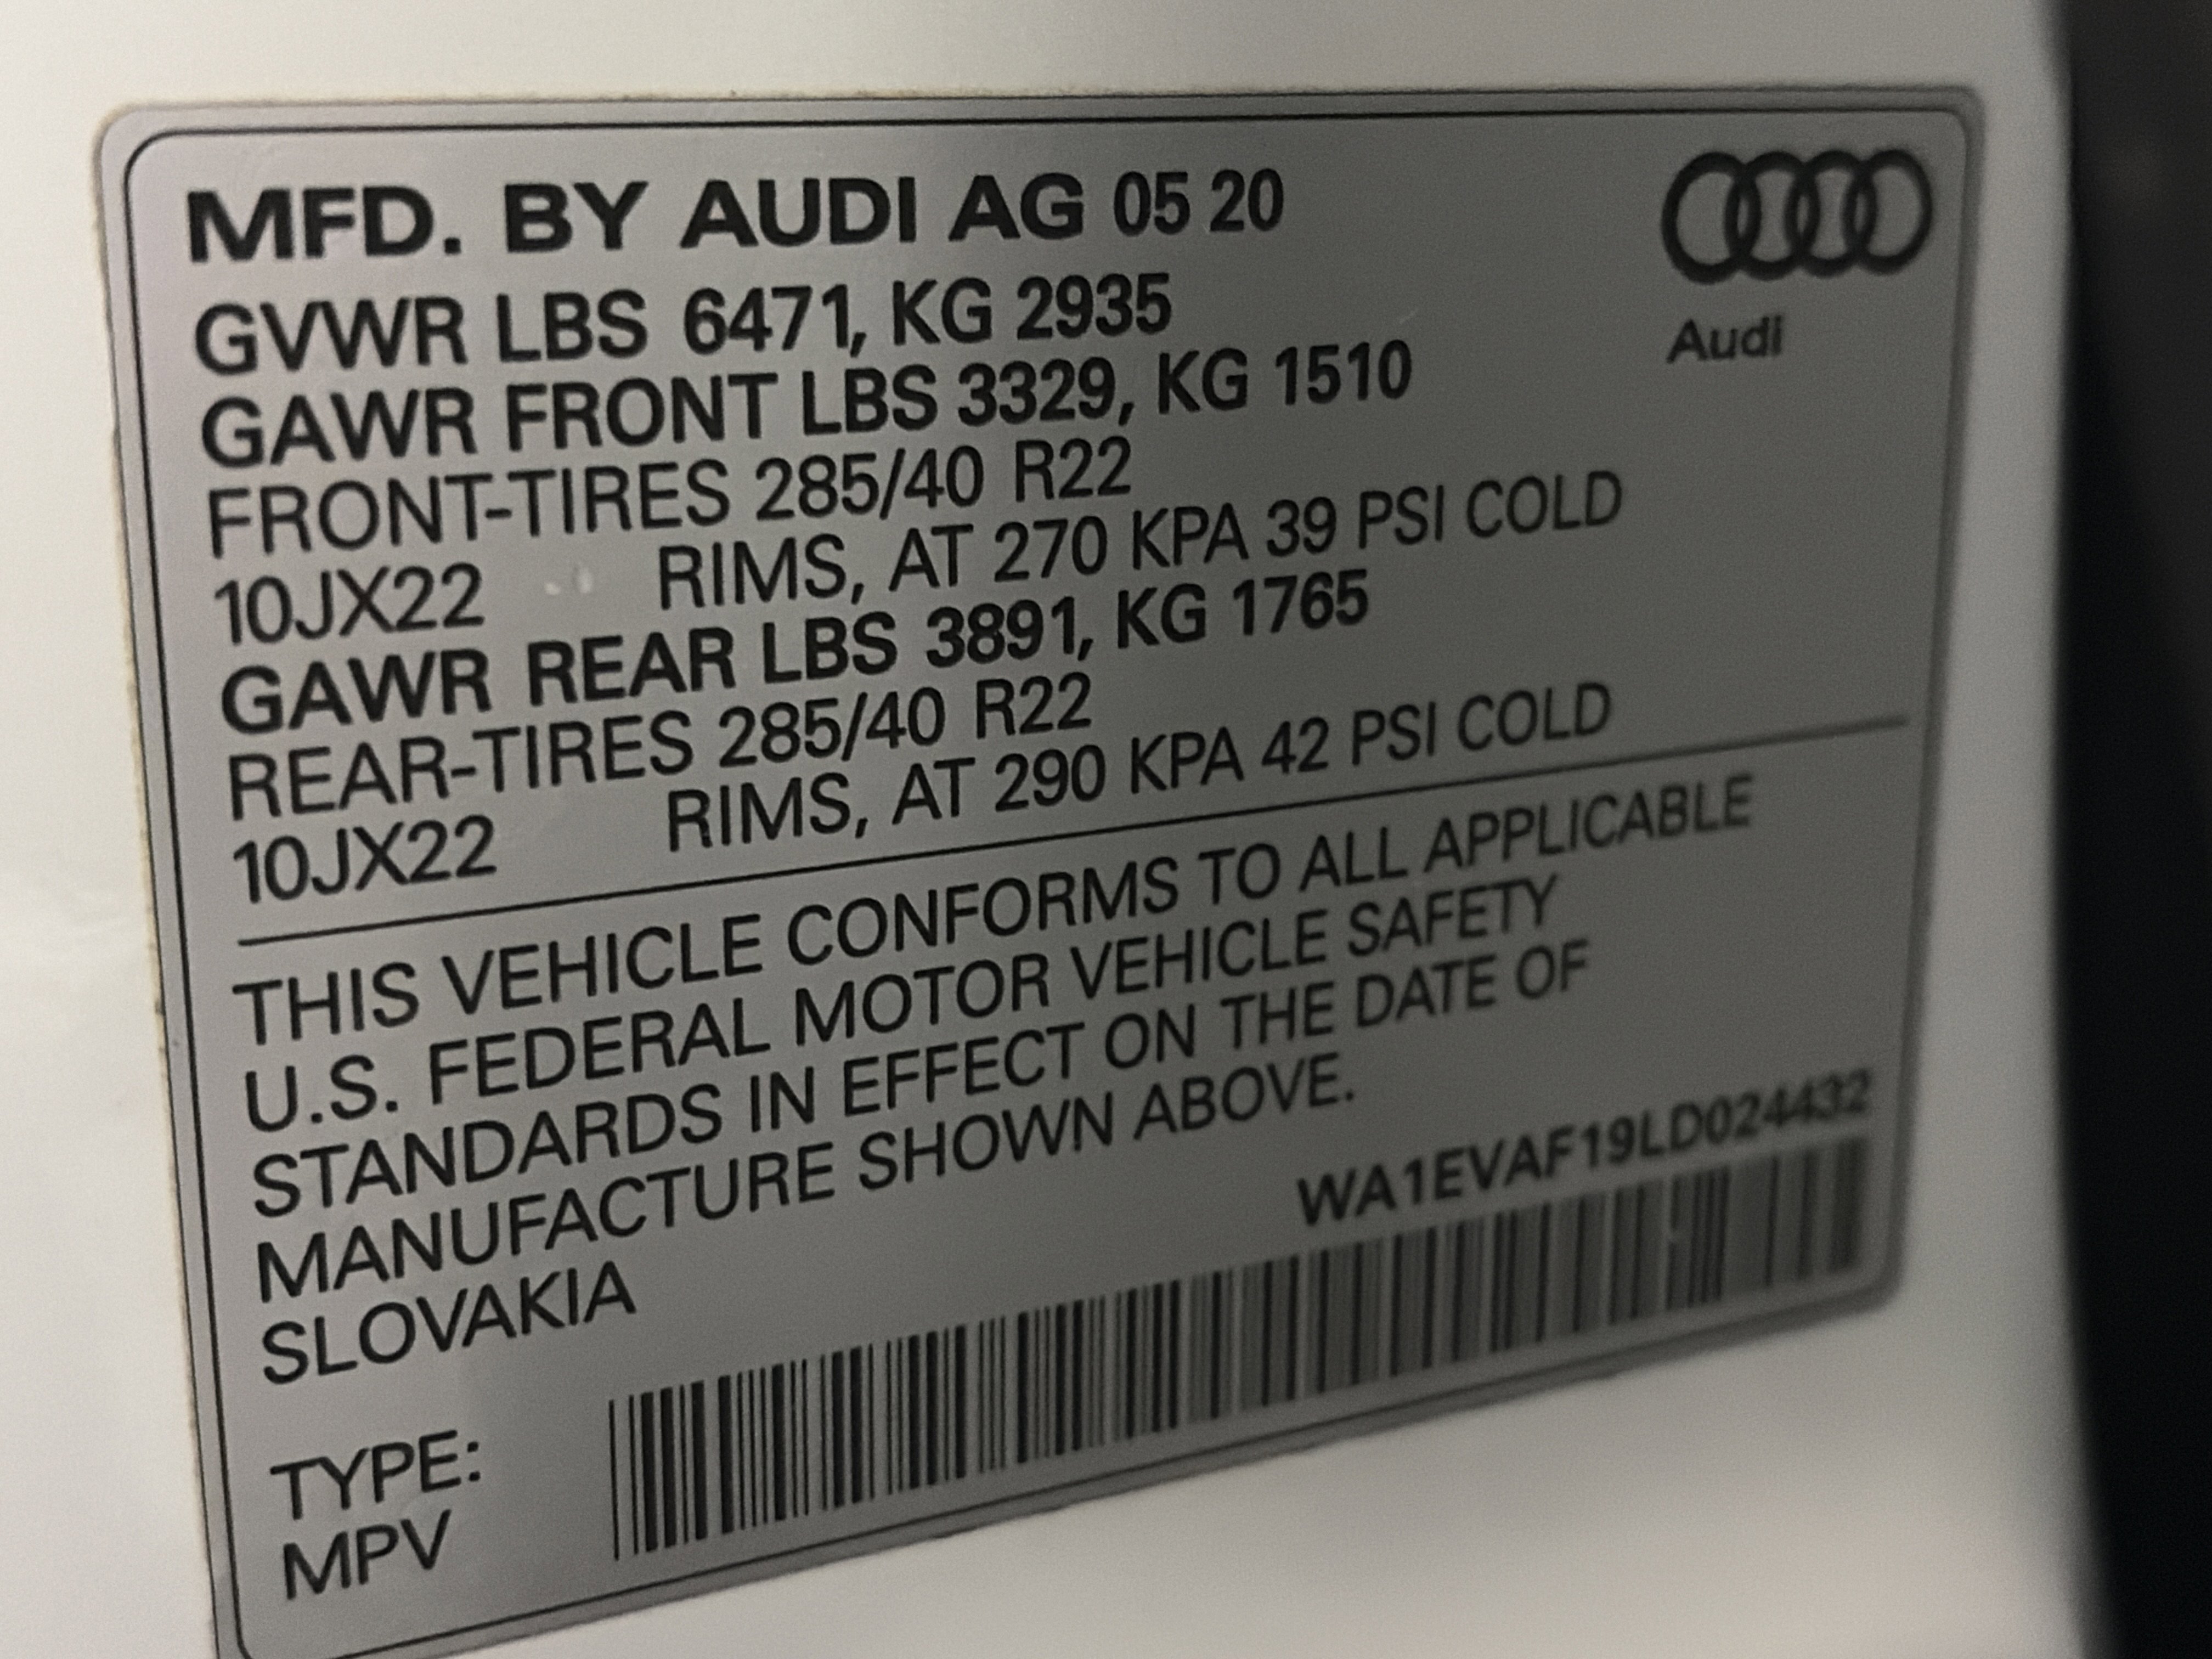 MFD. BY AUDI AG 05 20
Audi
GVWR LBS 6471, KG 2935
GAWR FRONT LBS 3329, KG 1510
FRONT-TIRES 285/40 R22
10JX22 RIMS, AT 270 KPA 39 PSI COLD
GAWR REAR LBS 3891, KG 1765
REAR-TIRES 285/40 R22
10JX22 RIMS, AT 290 KPA 42 PSI COLD
THIS VEHICLE CONFORMS TO ALL APPLICABLE
U.S. FEDERAL MOTOR VEHICLE SAFETY
STANDARDS IN EFFECT ON THE DATE OF
MANUFACTURE SHOWN ABOVE.
SLOVAKIA
WA1EVAF19LD024432
TYPE:
MPV